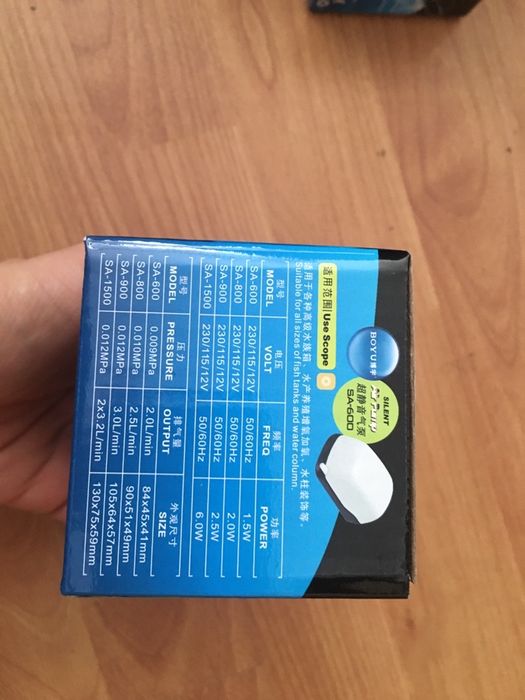 BOYU 博宇
SILENT
Air Pump
超静音气泵
SA-600
适用范围 Use Scope
适用于各种高级水族箱、水产养殖增氧加氧、水柱装饰等。
Suitable for all sizes of fish tanks and water column.
型号 电压 频率 功率
MODEL VOLT FREQ POWER
SA-600 230/115/12V 50/60Hz 1.5W
SA-800 230/115/12V 50/60Hz 2.0W
SA-900 230/115/12V 50/60Hz 2.5W
SA-1500 230/115/12V 50/60Hz 6.0W
型号 压力 排气量 外观尺寸
MODEL PRESSURE OUTPUT SIZE
SA-600 0.009MPa 2.0L/min 84x45x41mm
SA-800 0.010MPa 2.5L/min 90x51x49mm
SA-900 0.012MPa 3.0L/min 105x64x57mm
SA-1500 0.012MPa 2x3.2L/min 130x75x59mm